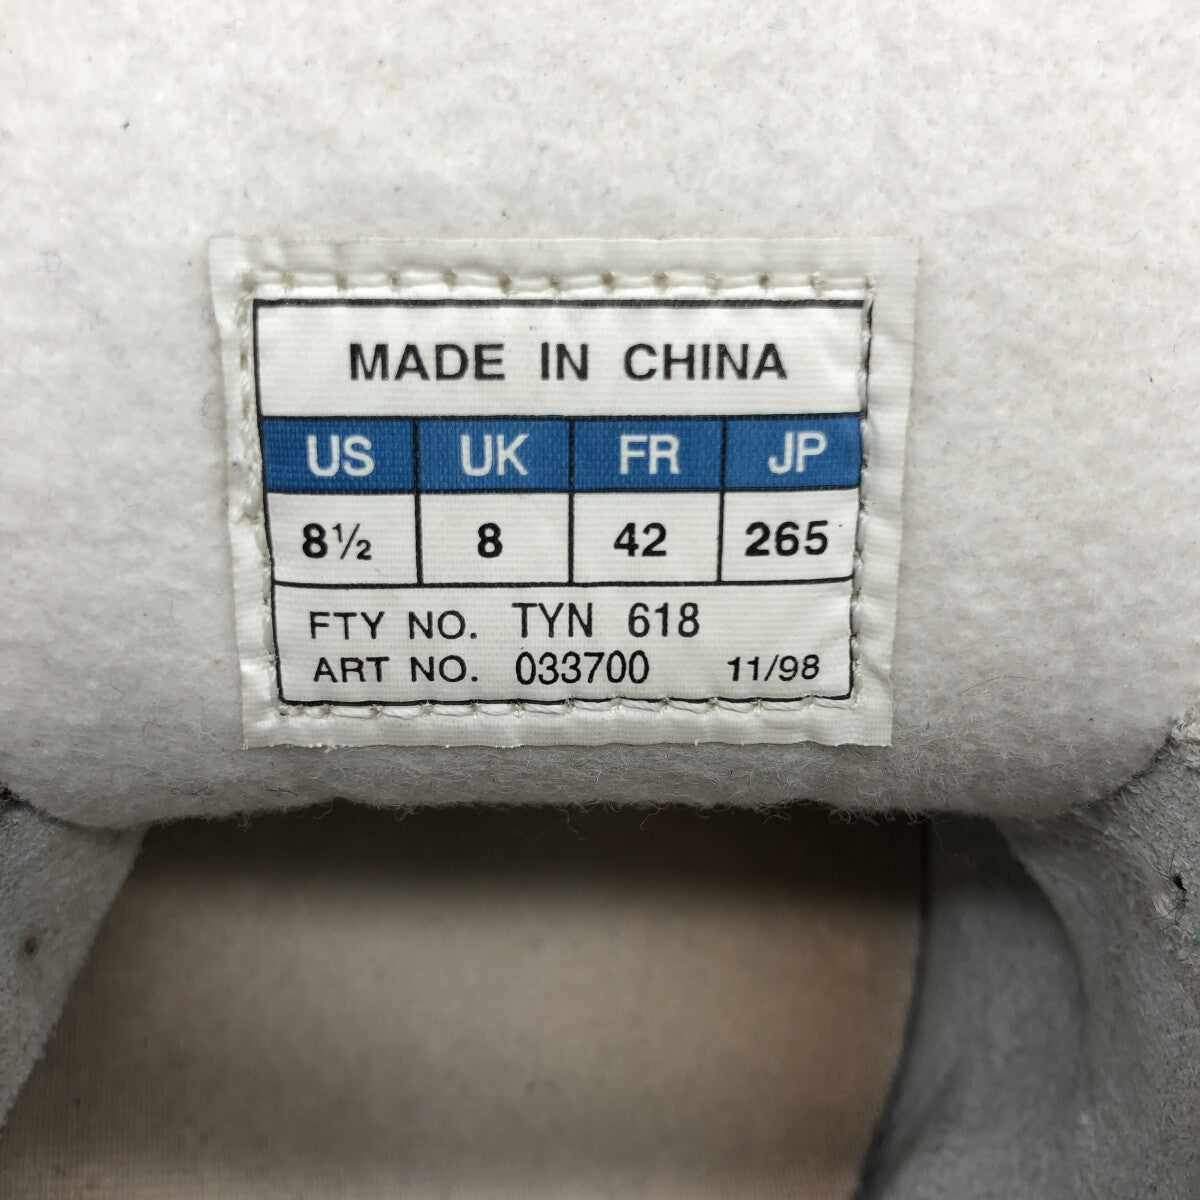 MADE IN CHINA
US UK FR JP
8½ 8 42 265
FTY NO. TYN 618
ART NO. 033700 11/98